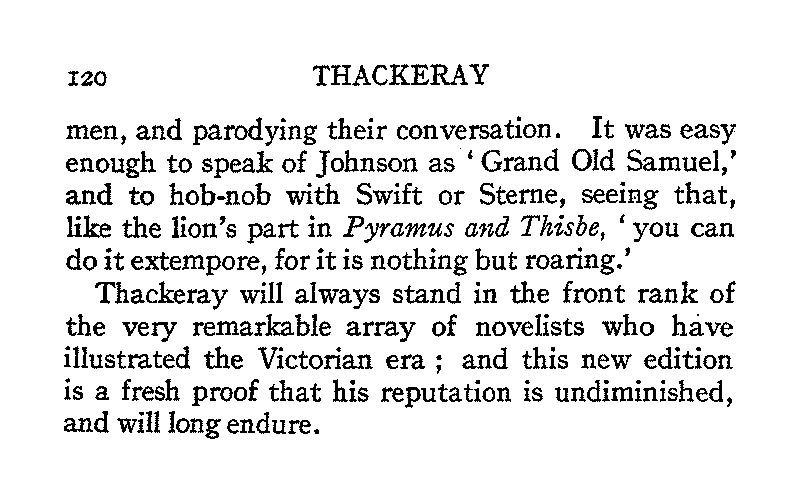 120 THACKERAY
men, and parodying their conversation. It was easy
enough to speak of Johnson as ‘ Grand Old Samuel,’
and to hob-nob with Swift or Sterne, seeing that,
like the lion's part in Pyramus and Thisbe, ‘ you can
do it extempore, for it is nothing but roaring.’
Thackeray will always stand in the front rank of
the very remarkable array of novelists who have
illustrated the Victorian era ; and this new edition
is a fresh proof that his reputation is undiminished,
and will long endure.